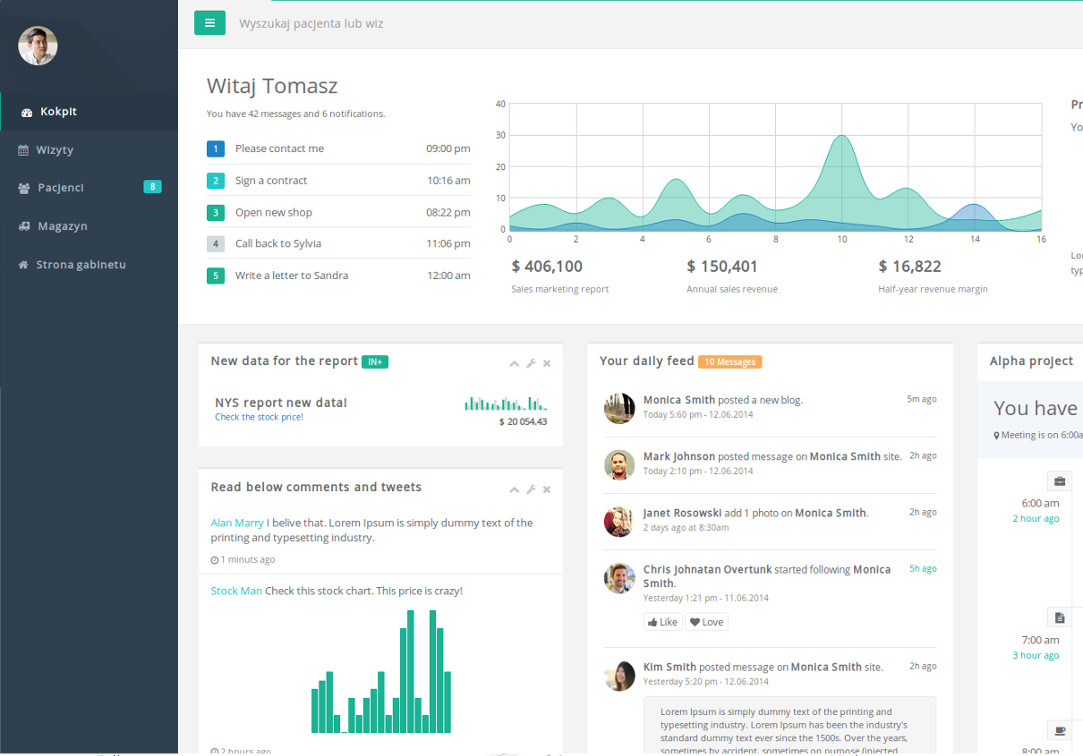 Wyszukaj pacjenta lub wiz
Kokpit
Wizyty
Pacjenci 8
Magazyn
Strona gabinetu
Witaj Tomasz
You have 42 messages and 6 notifications.
1 Please contact me 09:00 pm
2 Sign a contract 10:16 am
3 Open new shop 08:22 pm
4 Call back to Sylvia 11:06 pm
5 Write a letter to Sandra 12:00 am
40
30
20
10
0
0 2 4 6 8 10 12 14 16
$ 406,100 $ 150,401 $ 16,822
Sales marketing report Annual sales revenue Half-year revenue margin
Pr
Yo
Lor
typ
New data for the report IN+
NYS report new data!
Check the stock price!
$ 20 054.43
Read below comments and tweets
Alan Marry I belive that. Lorem Ipsum is simply dummy text of the
printing and typesetting industry.
1 minuts ago
Stock Man Check this stock chart. This price is crazy!
2 hours ago
Your daily feed 10 Messages
Monica Smith posted a new blog. 5m ago
Today 5:60 pm - 12.06.2014
Mark Johnson posted message on Monica Smith site. 2h ago
Today 2:10 pm - 12.06.2014
Janet Rosowski add 1 photo on Monica Smith. 2h ago
2 days ago at 8:30am
Chris Johnatan Overtunk started following Monica 5h ago
Smith.
Yesterday 1:21 pm - 11.06.2014
Like Love
Kim Smith posted message on Monica Smith site. 2h ago
Yesterday 5:20 pm - 12.06.2014
Lorem Ipsum is simply dummy text of the printing and
typesetting industry. Lorem Ipsum has been the industry's
standard dummy text ever since the 1500s. Over the years,
sometimes by accident, sometimes on purpose (injected
Alpha project
You have
Meeting is on 6:00a
6:00 am
2 hour ago
7:00 am
3 hour ago
8:00 am